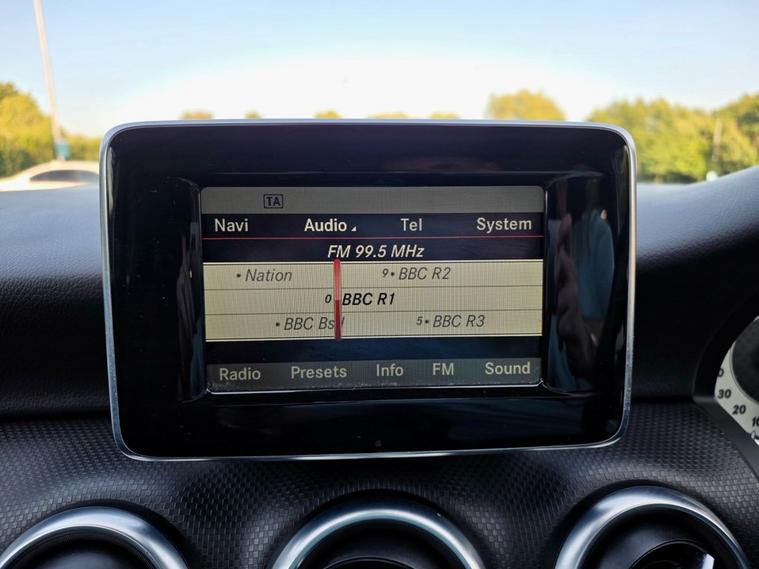 TA
Navi Audio Tel System
FM 99.5 MHz
• Nation 9• BBC R2
0 BBC R1
• BBC Bs 5• BBC R3
Radio Presets Info FM Sound
0
30
20
10